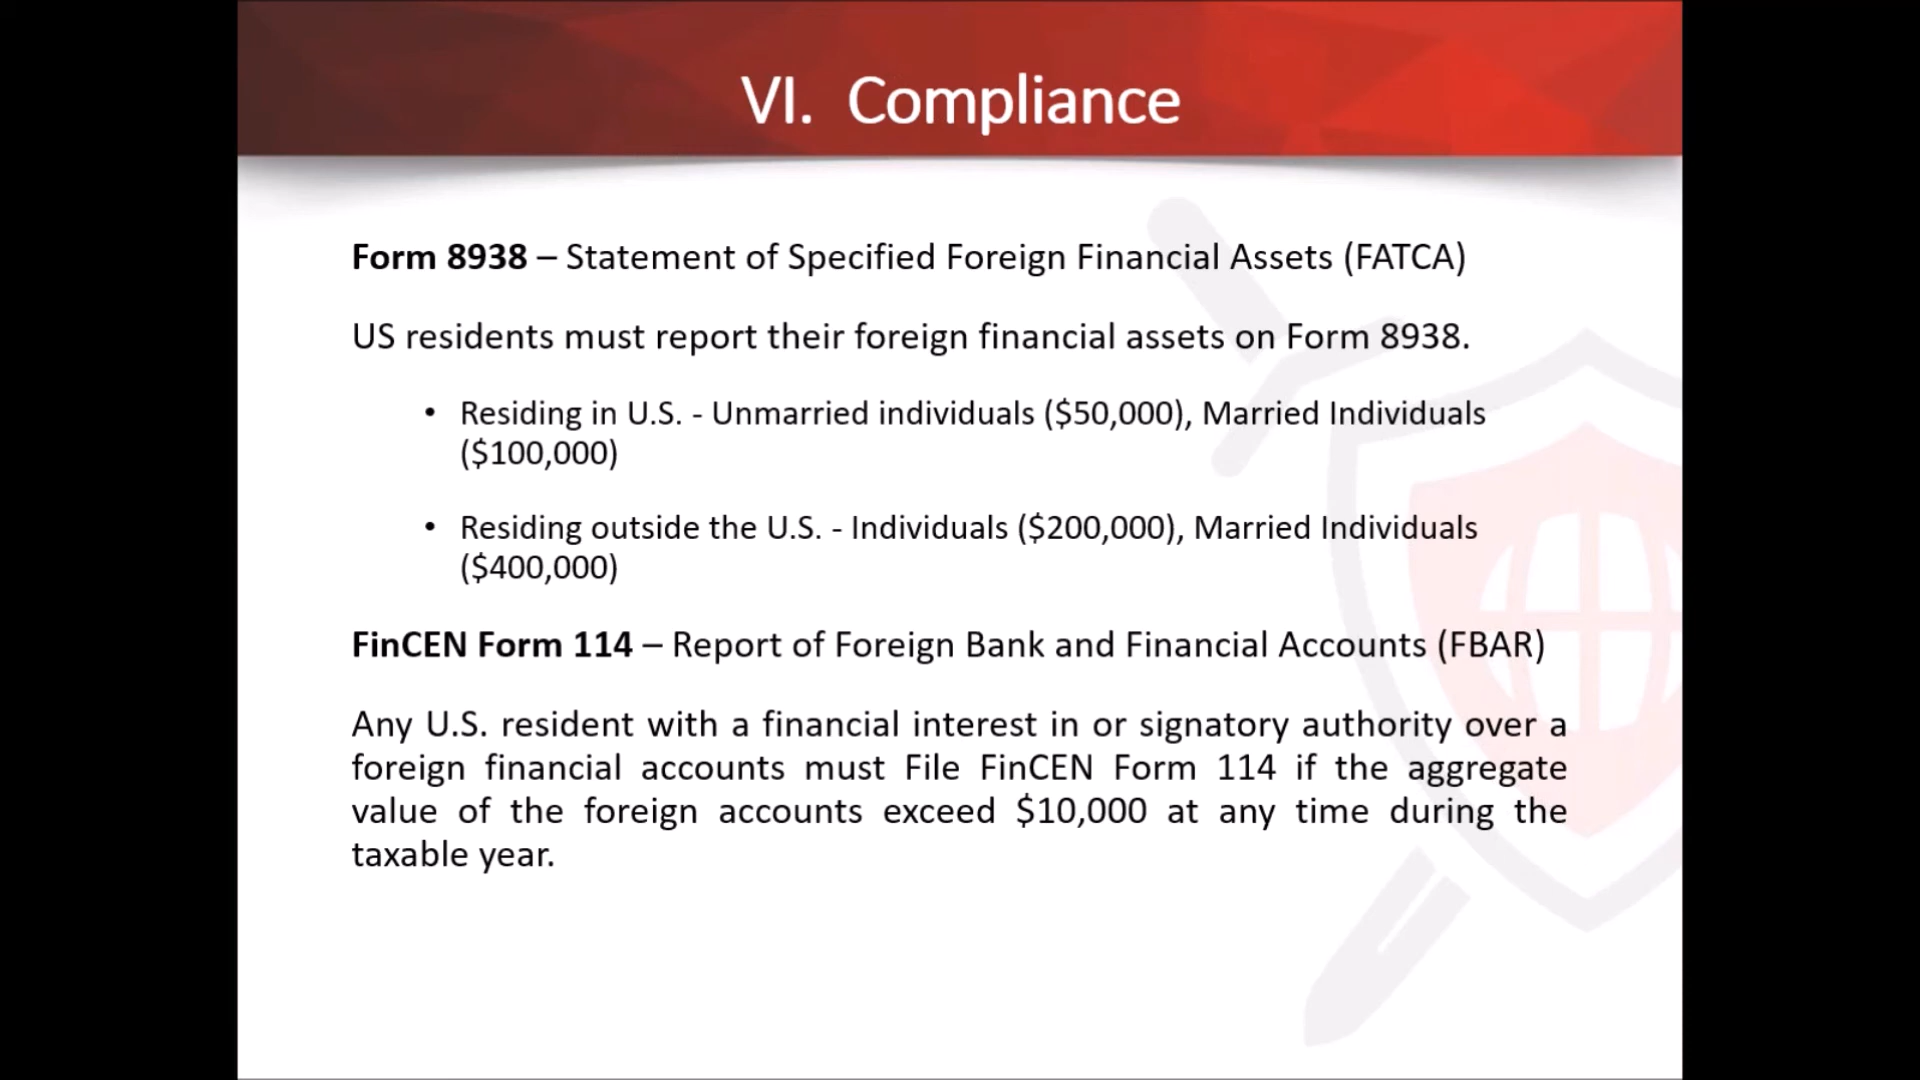 VI. Compliance
Form 8938 – Statement of Specified Foreign Financial Assets (FATCA)
US residents must report their foreign financial assets on Form 8938.
• Residing in U.S. - Unmarried individuals ($50,000), Married Individuals
($100,000)
• Residing outside the U.S. - Individuals ($200,000), Married Individuals
($400,000)
FinCEN Form 114 – Report of Foreign Bank and Financial Accounts (FBAR)
Any U.S. resident with a financial interest in or signatory authority over a
foreign financial accounts must File FinCEN Form 114 if the aggregate
value of the foreign accounts exceed $10,000 at any time during the
taxable year.